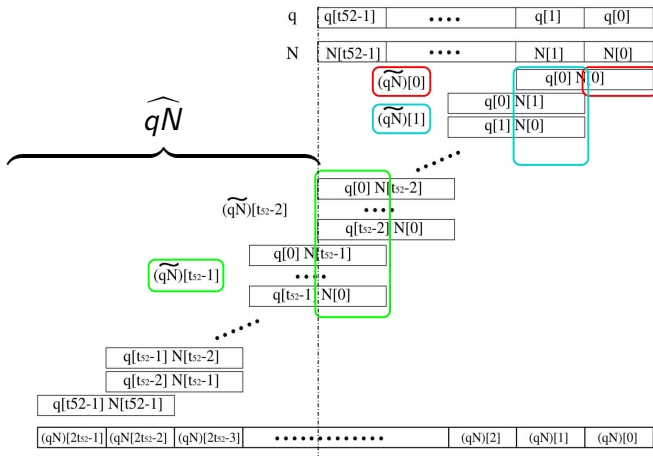 q q[t52-1] •••• q[1] q[0]
N N[t52-1] •••• N[1] N[0]
(q̃N)[0] q[0] N[0]
(q̃N)[1] q[0] N[1]
q[1] N[0]
q̂N
q[0] N[t52-2]
(q̃N)[t52-2] ••••
q[t52-2] N[0]
q[0] N[t52-1]
(q̃N)[t52-1] ••••
q[t52-1] N[0]
q[t52-1] N[t52-2]
q[t52-2] N[t52-1]
q[t52-1] N[t52-1]
(qN)[2t52-1] (qN[2t52-2] (qN)[2t52-3] •••••••••••• (qN)[2] (qN)[1] (qN)[0]